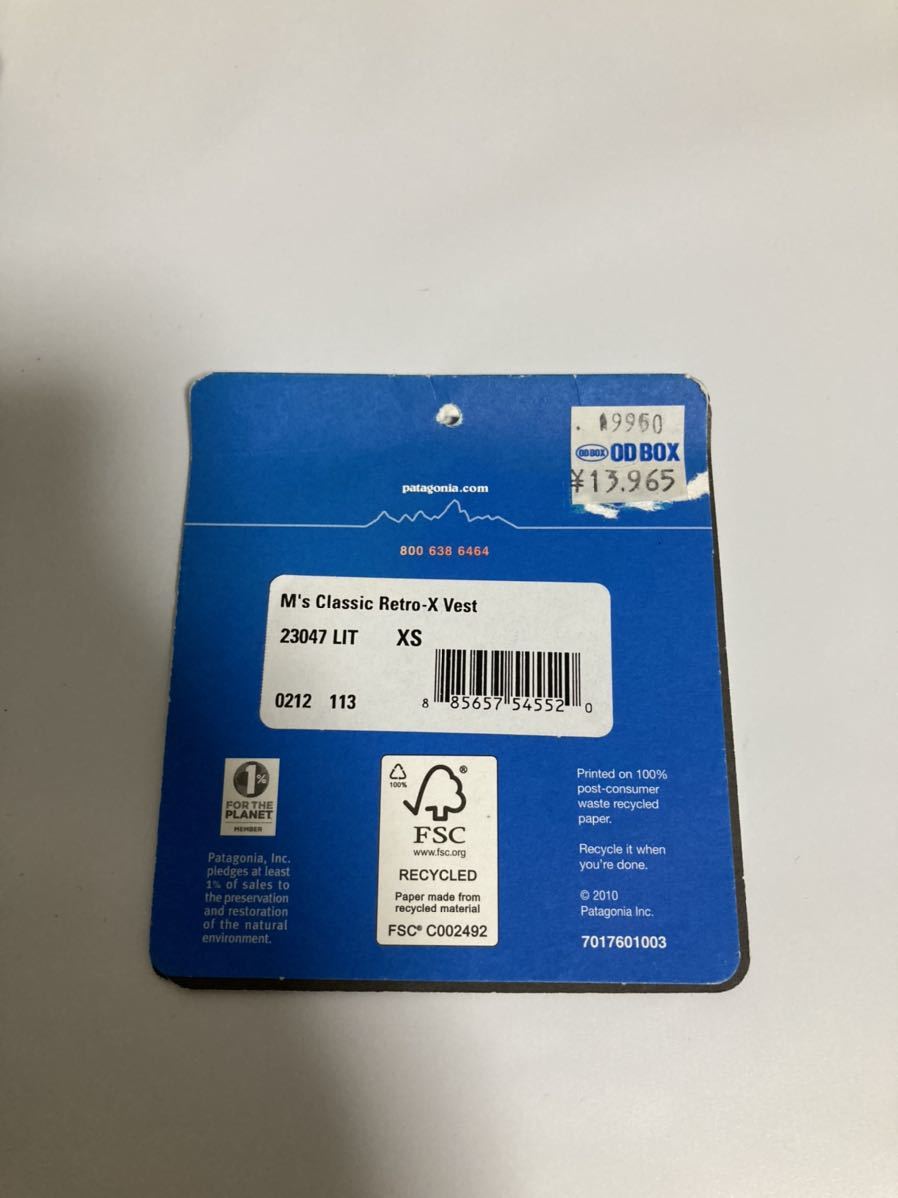 19950
OD BOX OD BOX
¥13.965
patagonia.com
800 638 6464
M's Classic Retro-X Vest
23047 LIT XS
0212 113
8 85657 54552 0
1%
FOR THE
PLANET
MEMBER
Patagonia, Inc.
pledges at least
1% of sales to
the preservation
and restoration
of the natural
environment.
100%
®
FSC
www.fsc.org
RECYCLED
Paper made from
recycled material
FSC® C002492
Printed on 100%
post-consumer
waste recycled
paper.
Recycle it when
you're done.
© 2010
Patagonia Inc.
7017601003